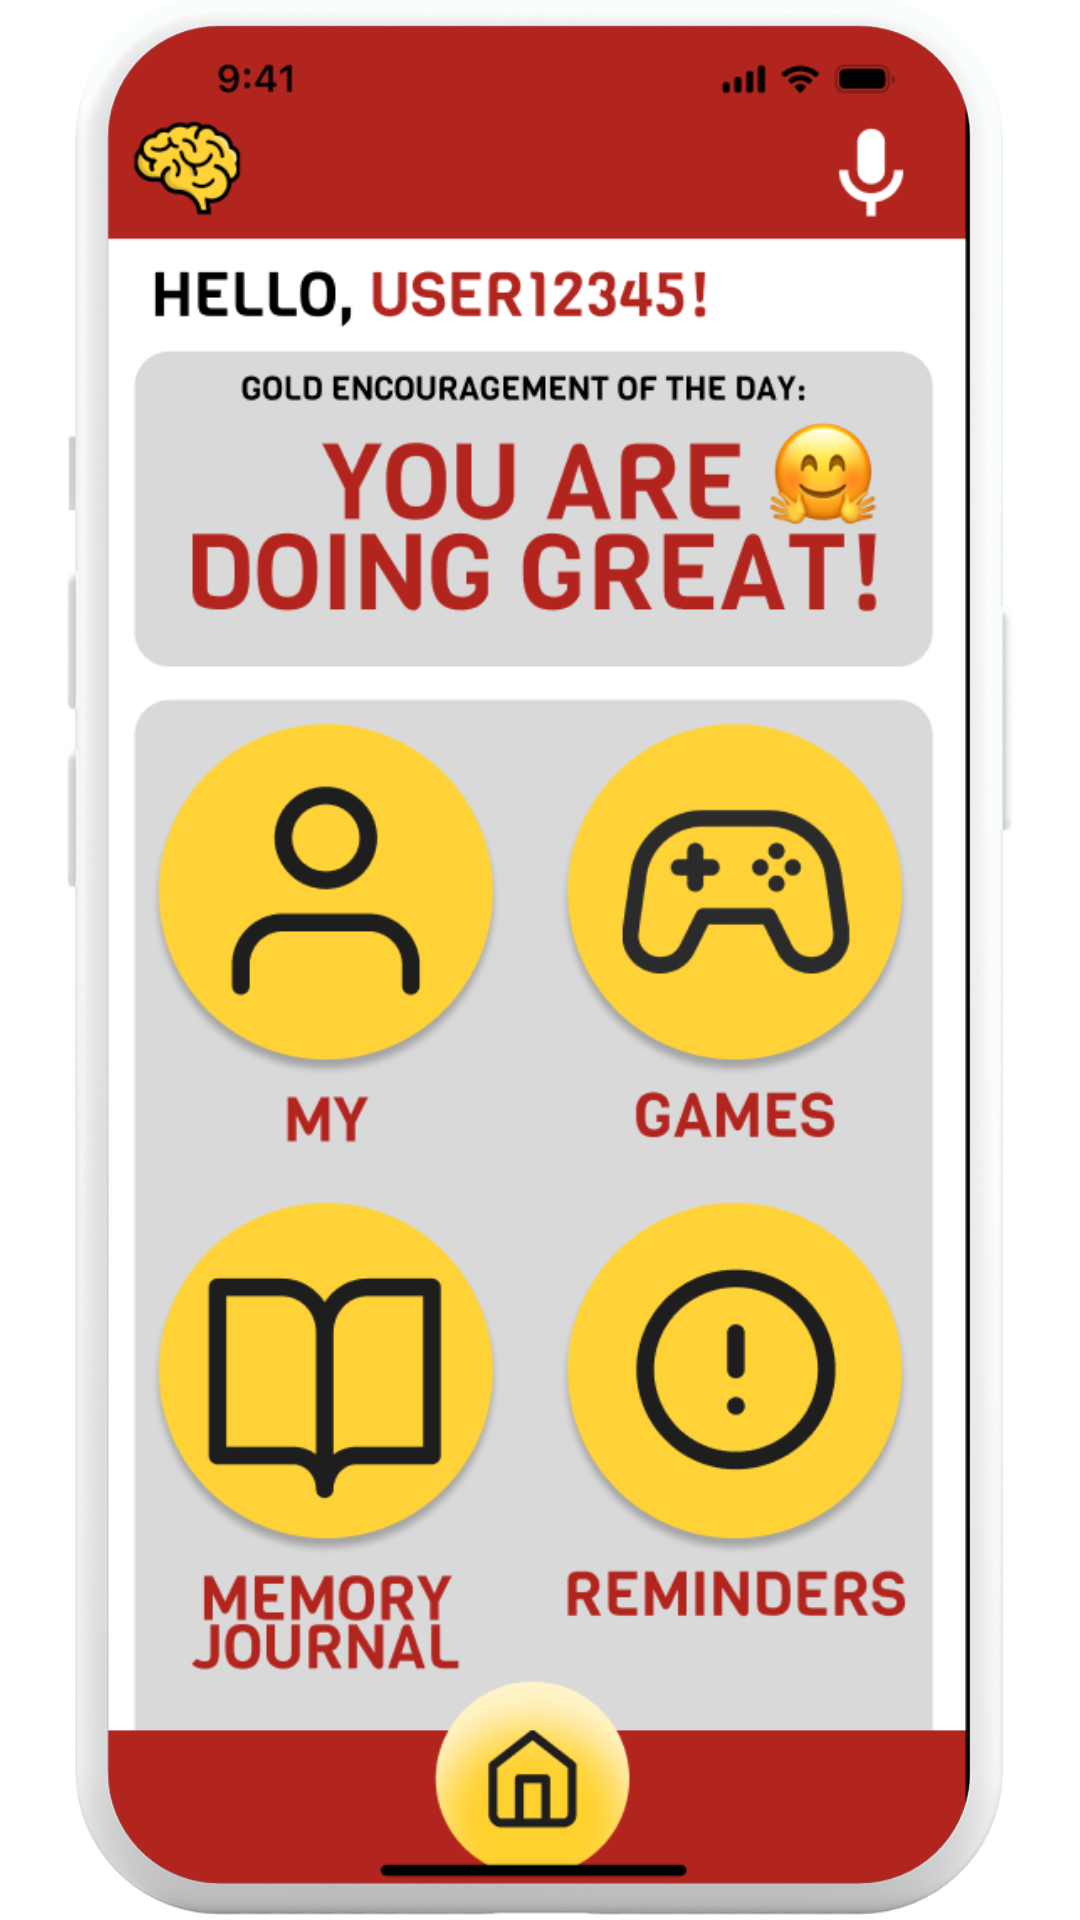 9:41
HELLO, USER12345!
GOLD ENCOURAGEMENT OF THE DAY:
YOU ARE 🤗
DOING GREAT!
MY
GAMES
MEMORY
JOURNAL
REMINDERS